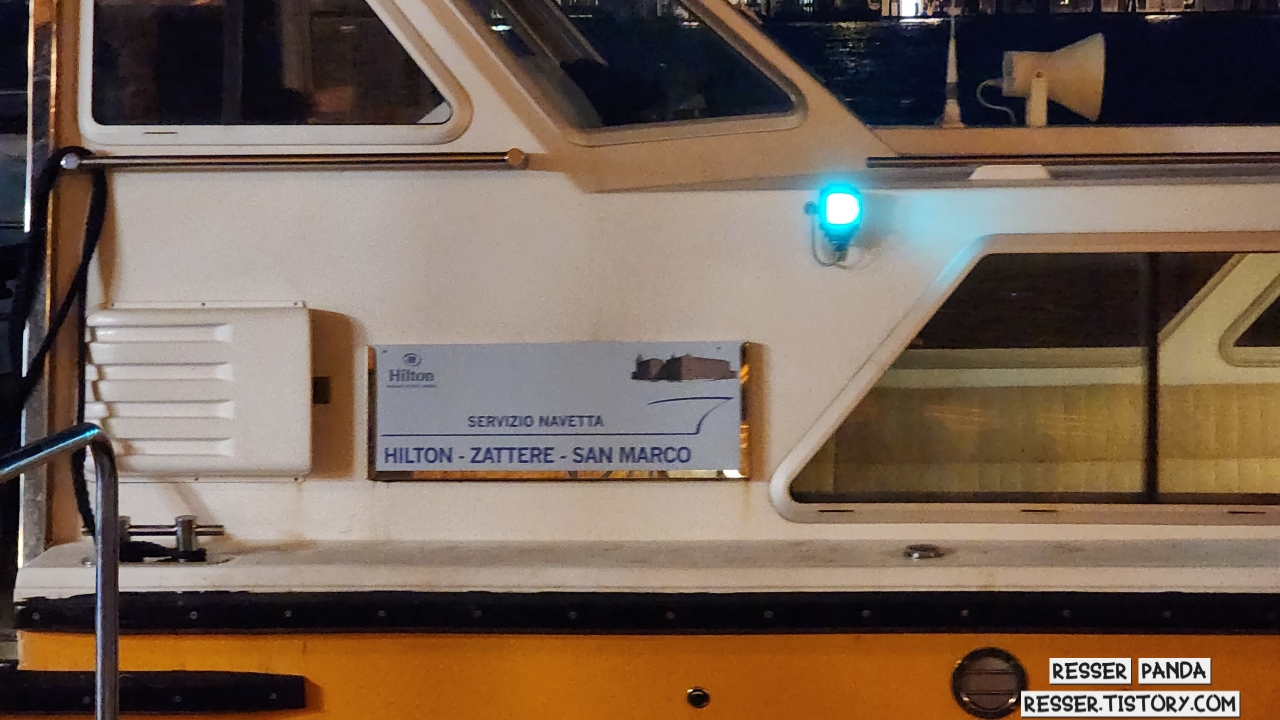 Hilton
SERVIZIO NAVETTA
HILTON - ZATTERE - SAN MARCO
RESSER PANDA
RESSER.TISTORY.COM